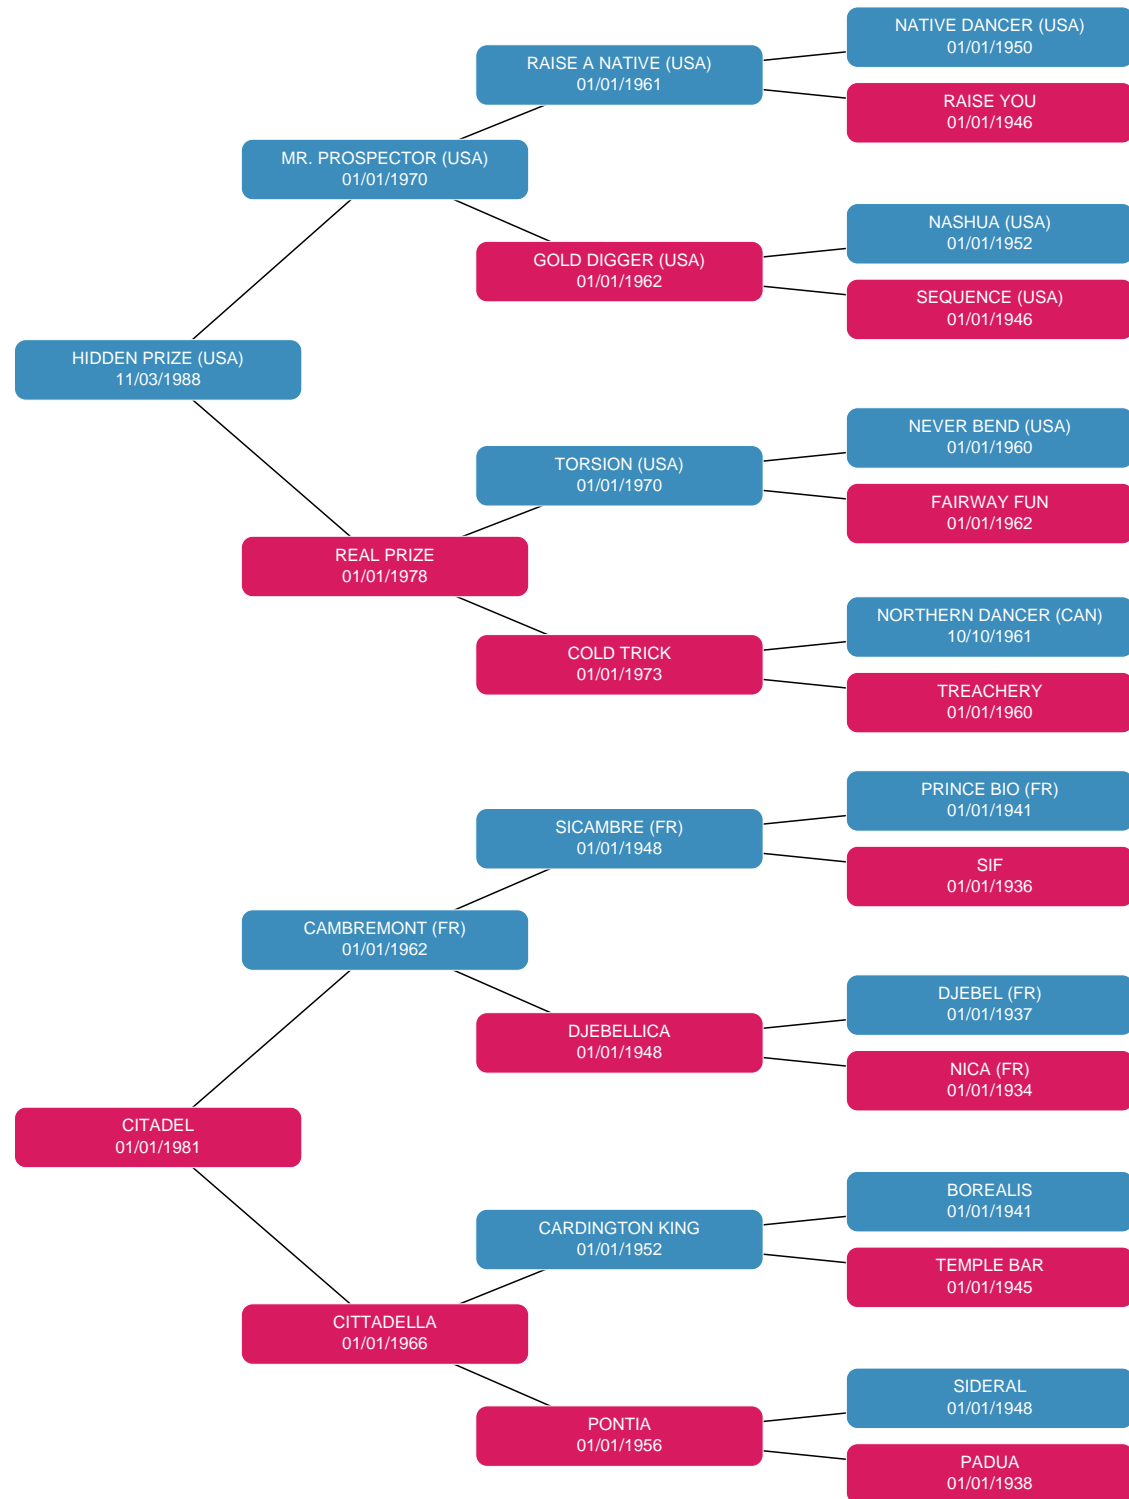 NATIVE DANCER (USA)
01/01/1950
RAISE A NATIVE (USA)
01/01/1961
RAISE YOU
01/01/1946
MR. PROSPECTOR (USA)
01/01/1970
NASHUA (USA)
01/01/1952
GOLD DIGGER (USA)
01/01/1962
SEQUENCE (USA)
01/01/1946
HIDDEN PRIZE (USA)
11/03/1988
NEVER BEND (USA)
01/01/1960
TORSION (USA)
01/01/1970
FAIRWAY FUN
01/01/1962
REAL PRIZE
01/01/1978
NORTHERN DANCER (CAN)
10/10/1961
COLD TRICK
01/01/1973
TREACHERY
01/01/1960
PRINCE BIO (FR)
01/01/1941
SICAMBRE (FR)
01/01/1948
SIF
01/01/1936
CAMBREMONT (FR)
01/01/1962
DJEBEL (FR)
01/01/1937
DJEBELLICA
01/01/1948
NICA (FR)
01/01/1934
CITADEL
01/01/1981
BOREALIS
01/01/1941
CARDINGTON KING
01/01/1952
TEMPLE BAR
01/01/1945
CITTADELLA
01/01/1966
SIDERAL
01/01/1948
PONTIA
01/01/1956
PADUA
01/01/1938